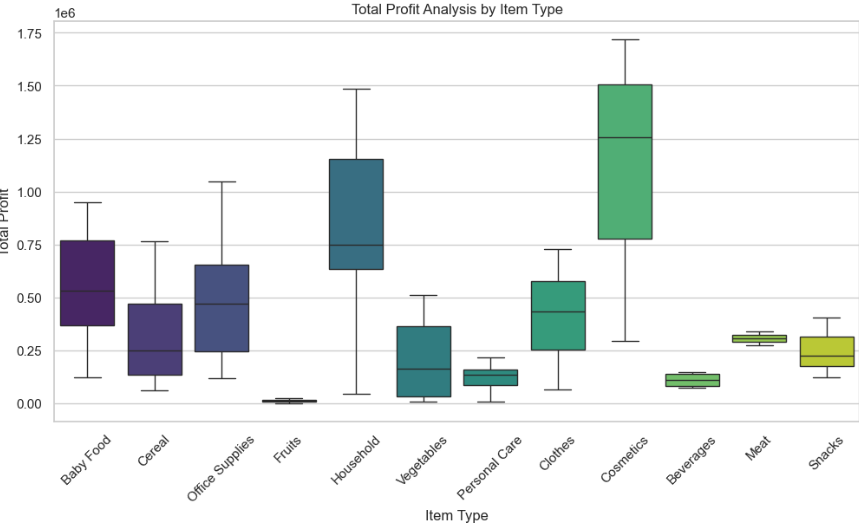 Total Profit Analysis by Item Type
1e6
1.75
1.50
1.25
1.00
0.75
0.50
0.25
0.00
Total Profit
Baby Food
Cereal
Office Supplies
Fruits
Household
Vegetables
Personal Care
Clothes
Cosmetics
Beverages
Meat
Snacks
Item Type